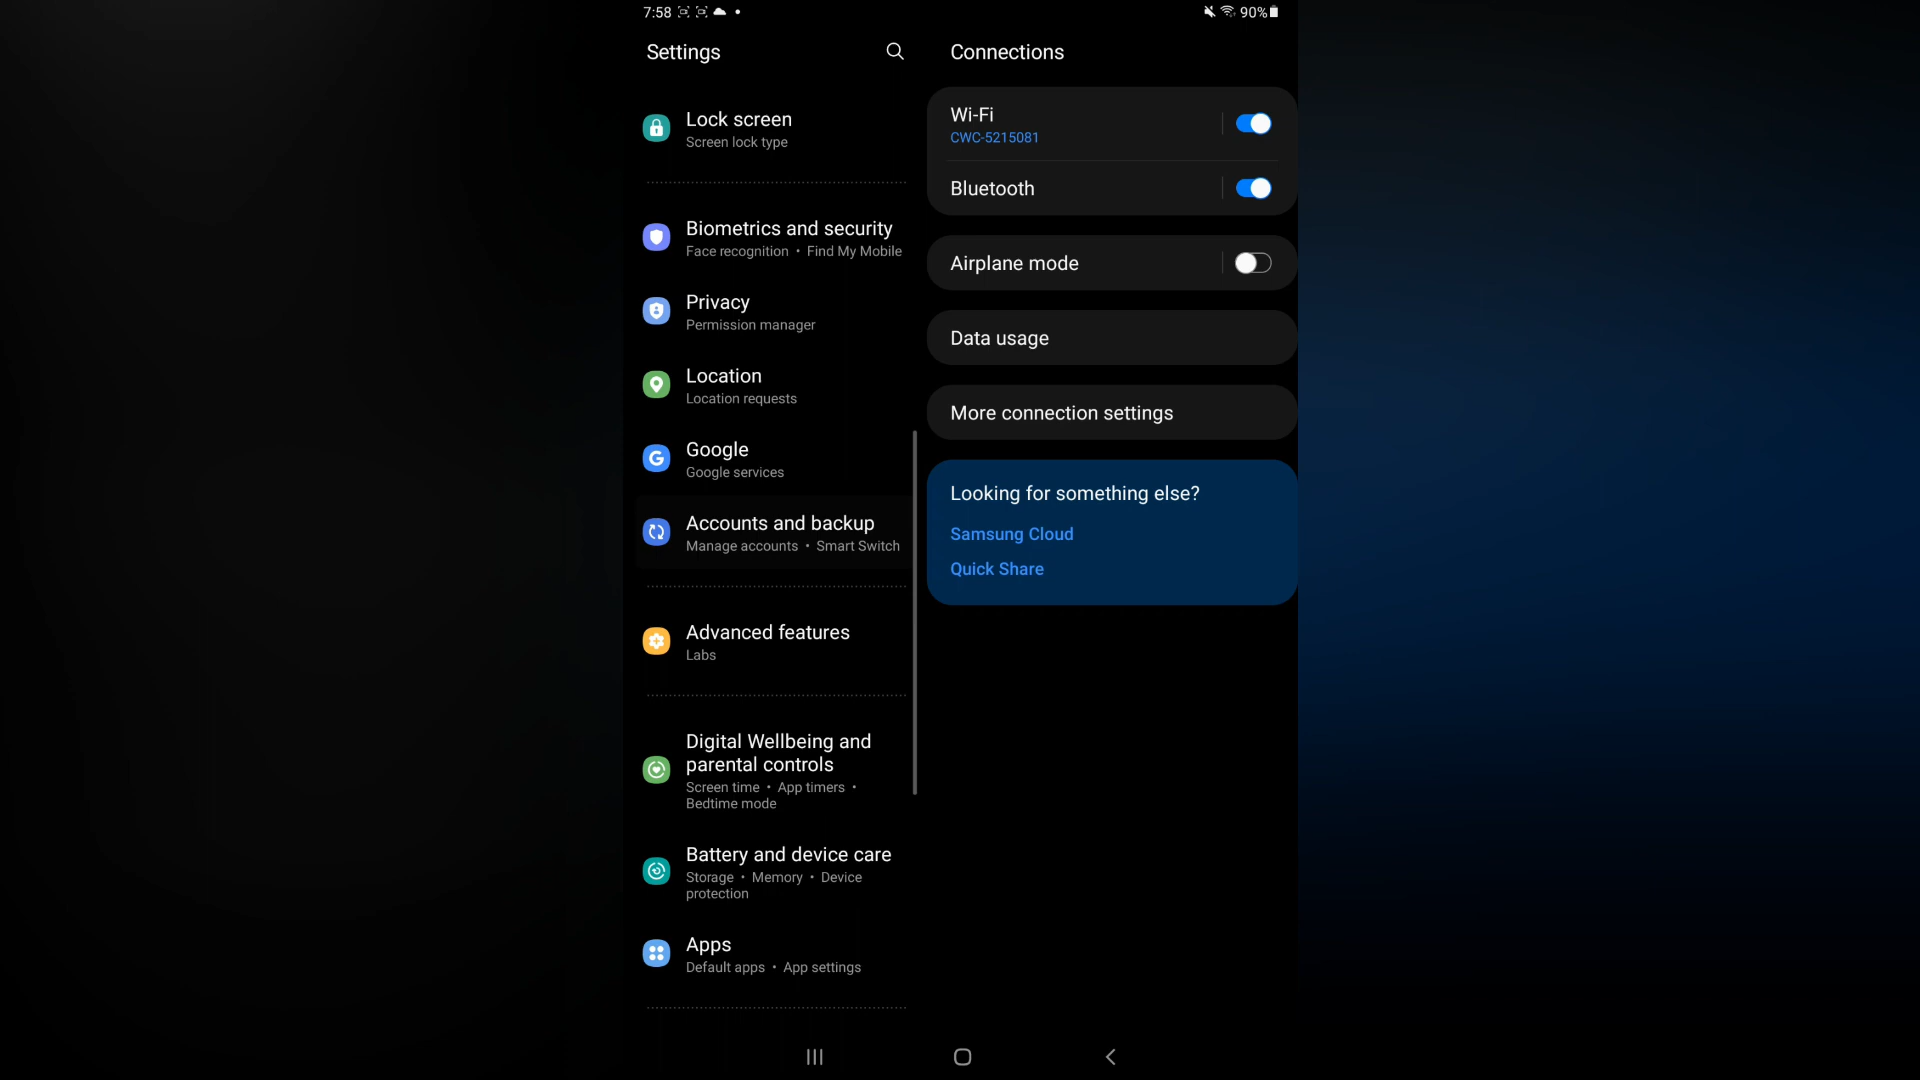 7:58
90%
Settings
Lock screen
Screen lock type
Biometrics and security
Face recognition • Find My Mobile
Privacy
Permission manager
Location
Location requests
Google
Google services
Accounts and backup
Manage accounts • Smart Switch
Advanced features
Labs
Digital Wellbeing and
parental controls
Screen time • App timers •
Bedtime mode
Battery and device care
Storage • Memory • Device
protection
Apps
Default apps • App settings
Connections
Wi-Fi
CWC-5215081
Bluetooth
Airplane mode
Data usage
More connection settings
Looking for something else?
Samsung Cloud
Quick Share